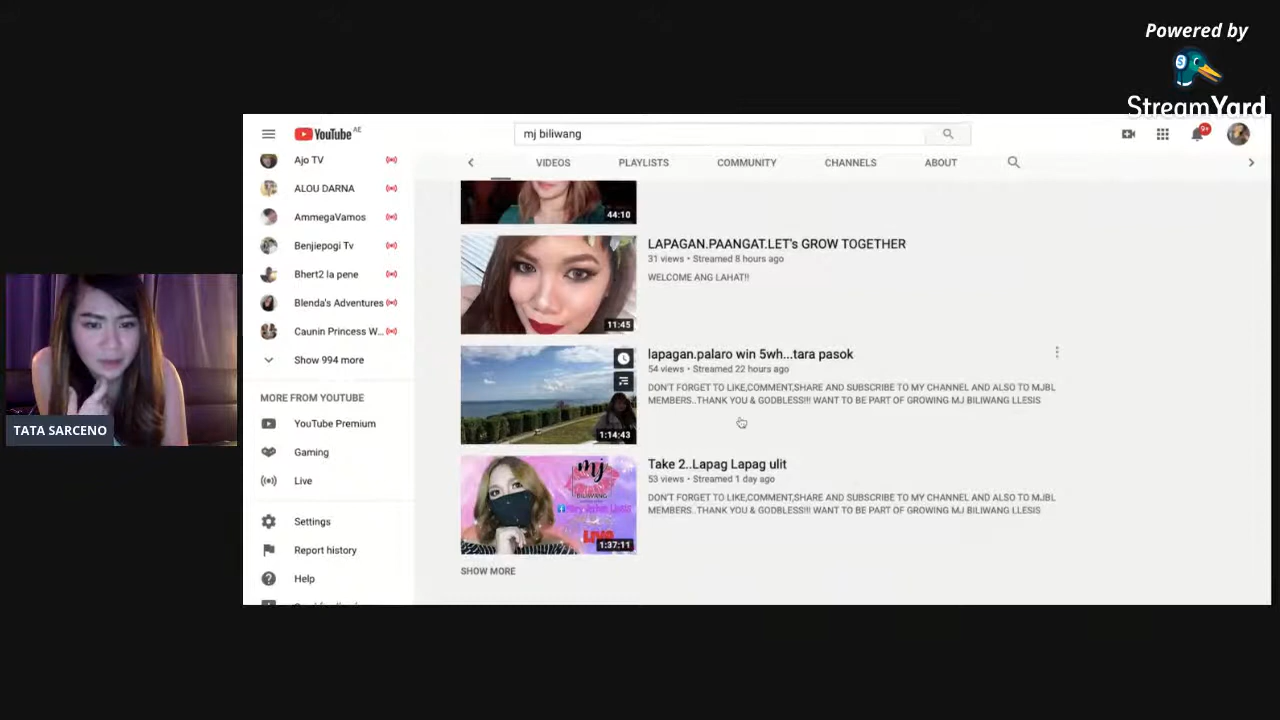 Powered by
StreamYard
YouTube AE
mj biliwang
9+
VIDEOS
PLAYLISTS
COMMUNITY
CHANNELS
ABOUT
Ajo TV
ALOU DARNA
AmmegaVamos
Benjiepogi Tv
Bhert2 la pene
Blenda's Adventures
Caunin Princess W...
Show 994 more
MORE FROM YOUTUBE
YouTube Premium
Gaming
Live
Settings
Report history
Help
44:10
LAPAGAN.PAANGAT.LET's GROW TOGETHER
31 views • Streamed 8 hours ago
WELCOME ANG LAHAT!!
11:45
lapagan.palaro win 5wh...tara pasok
54 views • Streamed 22 hours ago
DON'T FORGET TO LIKE,COMMENT,SHARE AND SUBSCRIBE TO MY CHANNEL AND ALSO TO MJBL
MEMBERS..THANK YOU & GODBLESS!!! WANT TO BE PART OF GROWING MJ BILIWANG LLESIS
1:14:43
Take 2..Lapag Lapag ulit
53 views • Streamed 1 day ago
DON'T FORGET TO LIKE,COMMENT,SHARE AND SUBSCRIBE TO MY CHANNEL AND ALSO TO MJBL
MEMBERS..THANK YOU & GODBLESS!!! WANT TO BE PART OF GROWING MJ BILIWANG LLESIS
mj
BILIWANG
LIVE
1:37:11
SHOW MORE
TATA SARCENO